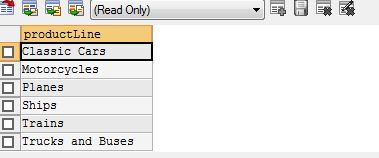 (Read Only)
productLine
Classic Cars
Motorcycles
Planes
Ships
Trains
Trucks and Buses